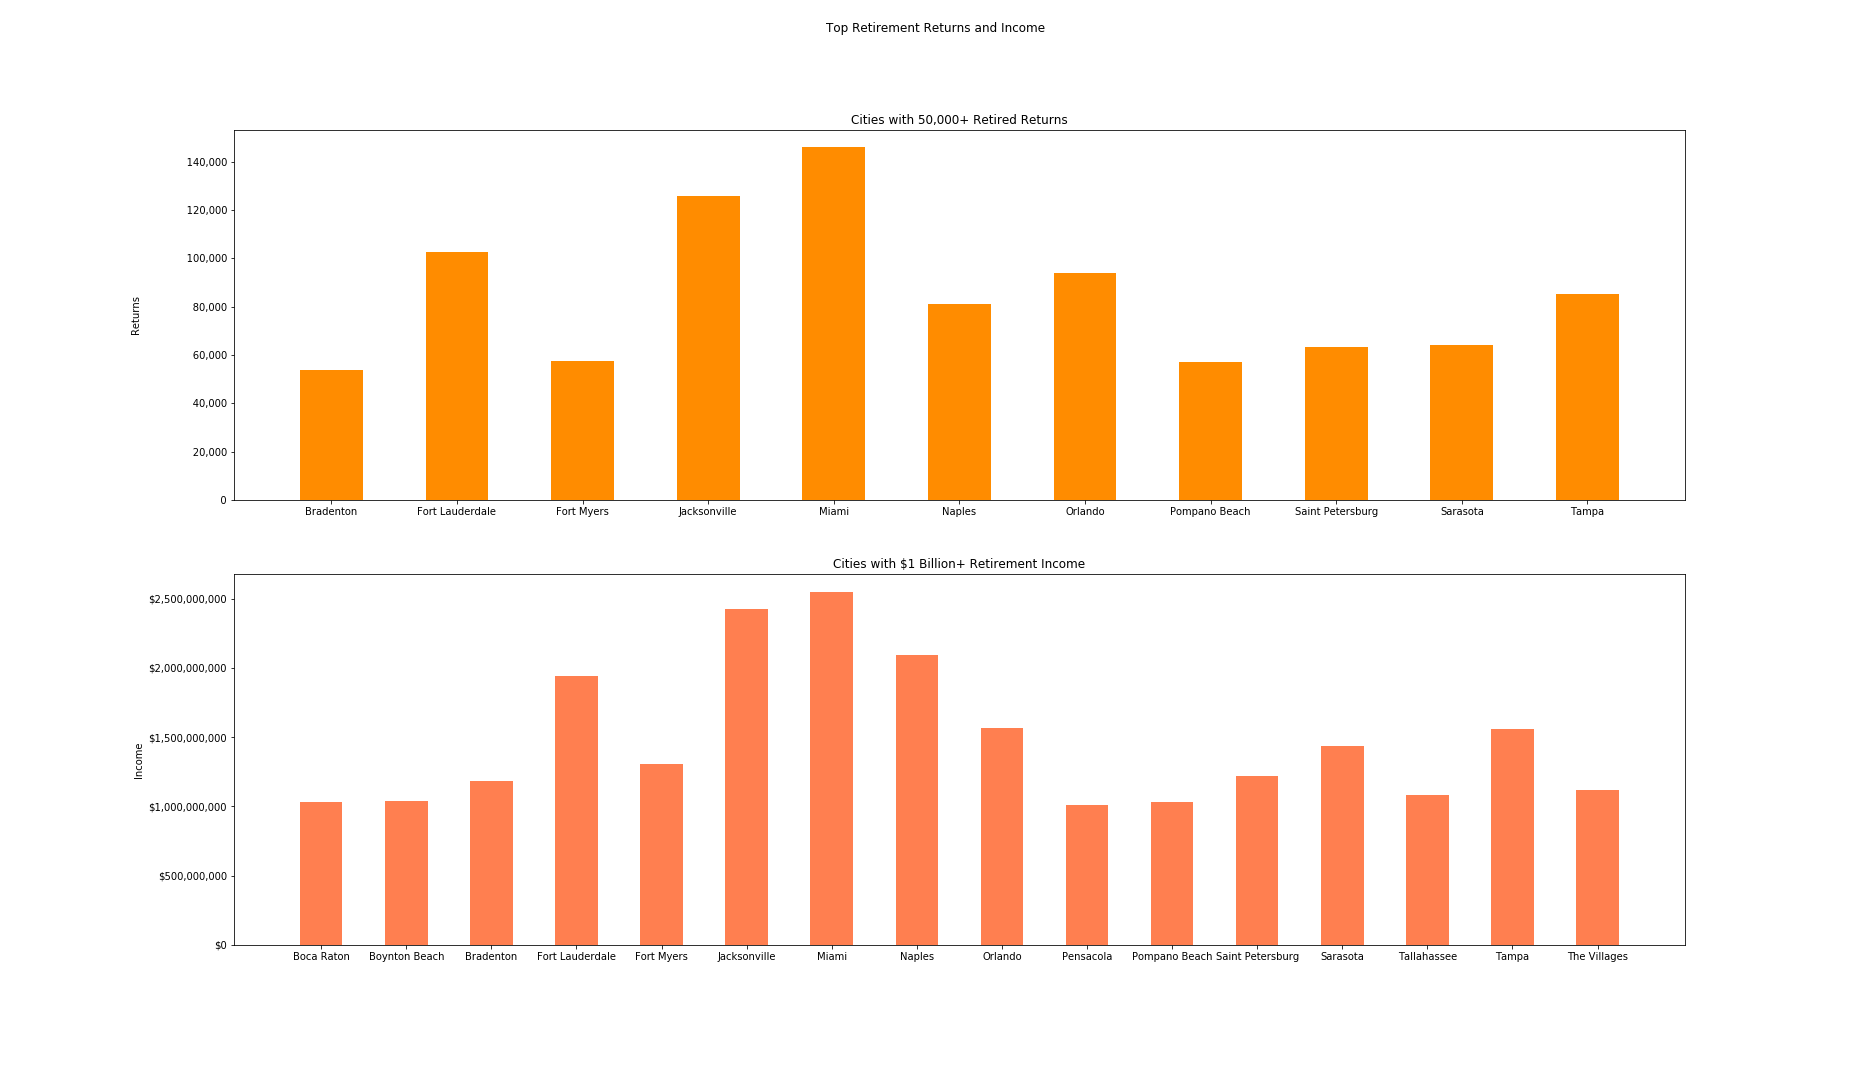 Top Retirement Returns and Income
Cities with 50,000+ Retired Returns
140,000
120,000
100,000
80,000
60,000
40,000
20,000
0
Returns
Bradenton Fort Lauderdale Fort Myers Jacksonville Miami Naples Orlando Pompano Beach Saint Petersburg Sarasota Tampa
Cities with $1 Billion+ Retirement Income
$2,500,000,000
$2,000,000,000
$1,500,000,000
$1,000,000,000
$500,000,000
$0
Income
Boca Raton Boynton Beach Bradenton Fort Lauderdale Fort Myers Jacksonville Miami Naples Orlando Pensacola Pompano Beach Saint Petersburg Sarasota Tallahassee Tampa The Villages